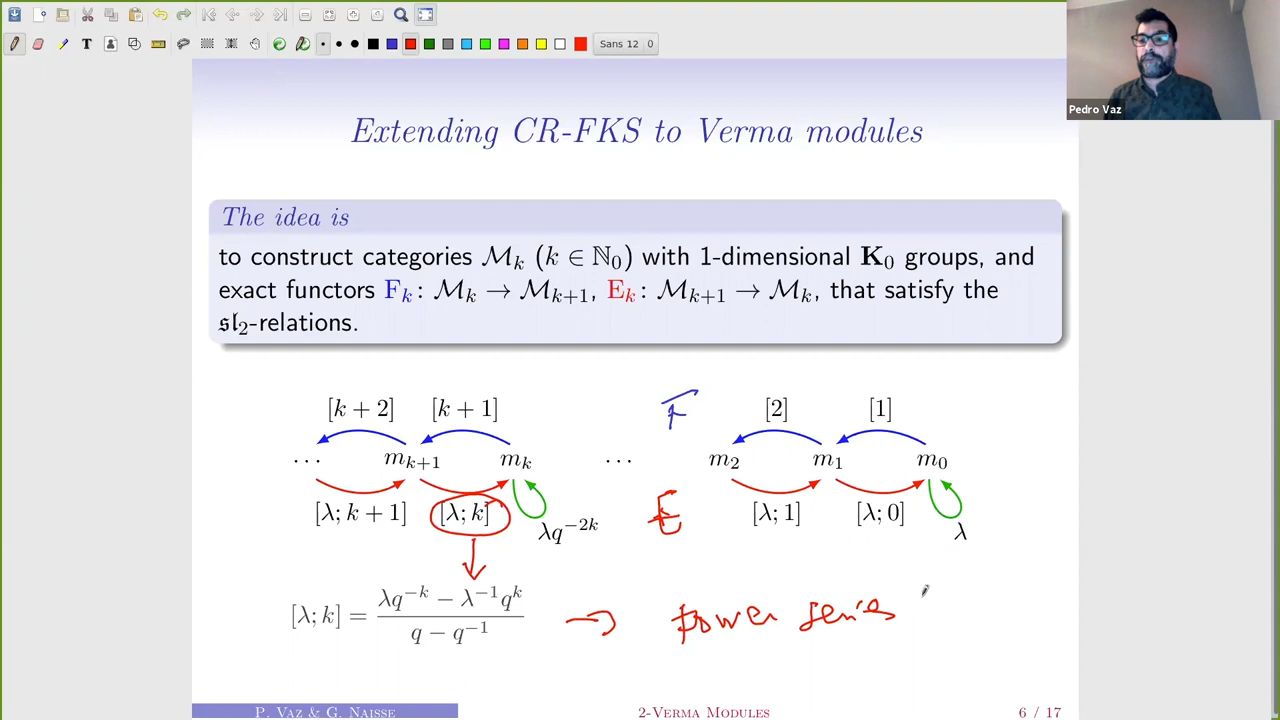 Sans 12 0
Pedro Vaz
Extending CR-FKS to Verma modules
The idea is
to construct categories ℳₖ (k ∈ ℕ₀) with 1-dimensional K₀ groups, and
exact functors Fₖ : ℳₖ → ℳₖ₊₁, Eₖ : ℳₖ₊₁ → ℳₖ, that satisfy the
𝔰𝔩₂-relations.
[k + 2] [k + 1] F [2] [1]
⋯ mₖ₊₁ mₖ ⋯ m₂ m₁ m₀
[λ; k + 1] [λ; k] E [λ; 1] [λ; 0]
λq⁻²ᵏ λ
[λ; k] = (λq⁻ᵏ − λ⁻¹qᵏ) / (q − q⁻¹) → power series
P. Vaz & G. Naisse 2-Verma Modules 6 / 17